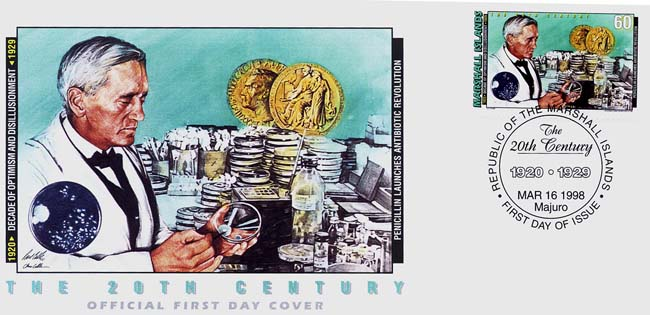 1920▶ DECADE OF OPTIMISM AND DISILLUSIONMENT ◀1929
PENICILLIN LAUNCHES ANTIBIOTIC REVOLUTION
THE 20TH CENTURY
OFFICIAL FIRST DAY COVER
MARSHALL ISLANDS
60
REPUBLIC OF THE MARSHALL ISLANDS
The
20th Century
1920 • 1929
MAR 16 1998
Majuro
• FIRST DAY OF ISSUE •